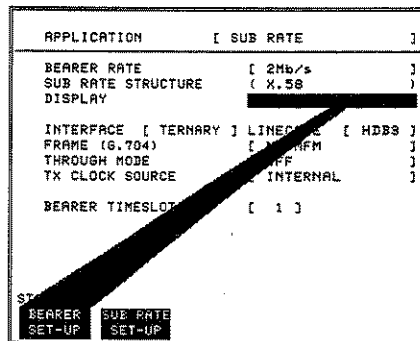 APPLICATION [ SUB RATE ]
BEARER RATE [ 2Mb/s ]
SUB RATE STRUCTURE ( X.58 )
DISPLAY
INTERFACE [ TERNARY ] LINECODE [ HDB3 ]
FRAME (G.704) [
THROUGH MODE
TX CLOCK SOURCE [ INTERNAL ]
BEARER TIMESLOT [ 1 ]
BEARER SET-UP
SUB RATE SET-UP